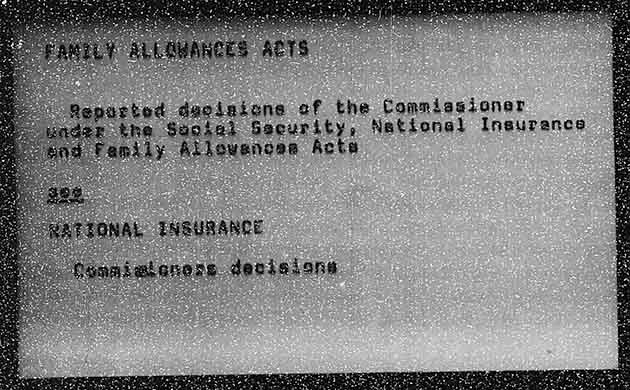 FAMILY ALLOWANCES ACTS
Reported decisions of the Commissioner
under the Social Security, National Insurance
and Family Allowances Acts
see
NATIONAL INSURANCE
Commissioners decisions